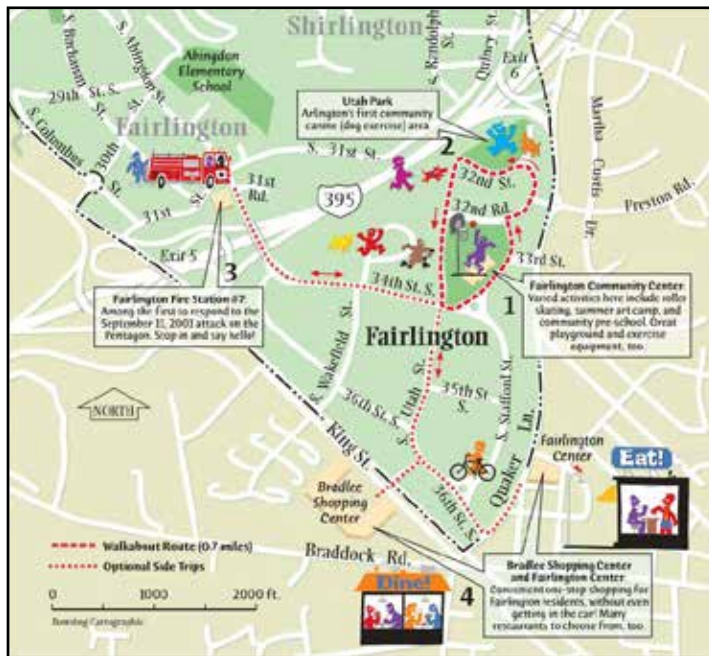 Shirlington
S. Randolph St.
Quincy St.
Exit 6
S. Buchanan St.
S. Abingdon St.
Abingdon
Elementary
School
29th St. S.
Utah Park
Arlington's first community
canine (dog exercise) area
Martha Custis Dr.
Fairlington
S. Columbus St.
30th St.
S. 31st St.
2
32nd St.
31st Rd.
395
32nd Rd.
Preston Rd.
31st St.
Exit 5
33rd St.
3
34th St. S.
1
Fairlington Fire Station #7:
Among the first to respond to the
September 11, 2001 attack on the
Pentagon. Stop in and say hello!
Fairlington Community Center:
Varied activities here include roller
skating, summer art camp, and
community pre-school. Great
playground and exercise
equipment, too.
Fairlington
S. Wakefield St.
S. Utah St.
35th St. S.
S. Stafford St.
NORTH
36th St. S.
King St.
Quaker Ln.
Fairlington
Center
Eat!
Bradlee
Shopping
Center
36th St. S.
Walkabout Route (0.7 miles)
Optional Side Trips
Braddock Rd.
Dine!
4
Bradlee Shopping Center
and Fairlington Center:
Convenient one-stop shopping for
Fairlington residents, without even
getting in the car! Many
restaurants to choose from, too.
0 1000 2000 ft.
Cartographic